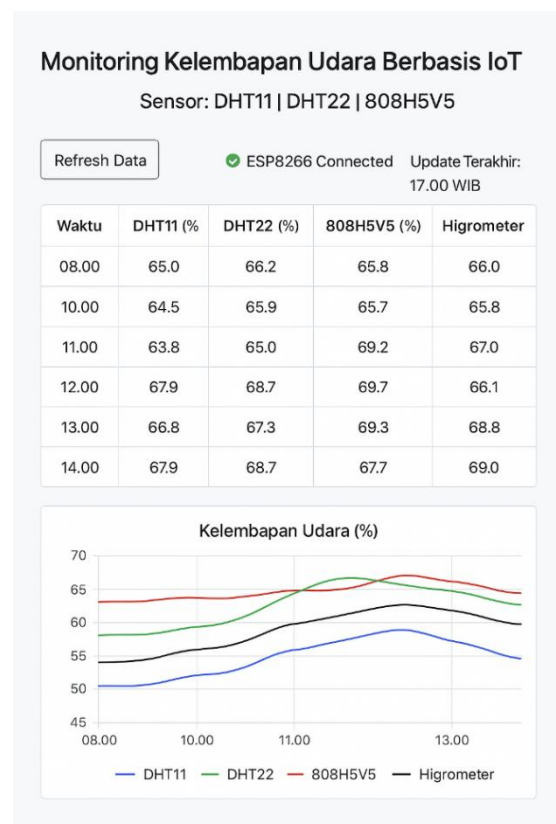 Monitoring Kelembapan Udara Berbasis IoT
Sensor: DHT11 | DHT22 | 808H5V5
Refresh Data ESP8266 Connected Update Terakhir:
17.00 WIB
Waktu DHT11 (% DHT22 (%) 808H5V5 (%) Higrometer
08.00 65.0 66.2 65.8 66.0
10.00 64.5 65.9 65.7 65.8
11.00 63.8 65.0 69.2 67.0
12.00 67.9 68.7 69.7 66.1
13.00 66.8 67.3 69.3 68.8
14.00 67.9 68.7 67.7 69.0
Kelembapan Udara (%)
70
65
60
55
50
45
08.00 10.00 11.00 13.00
DHT11 DHT22 808H5V5 Higrometer